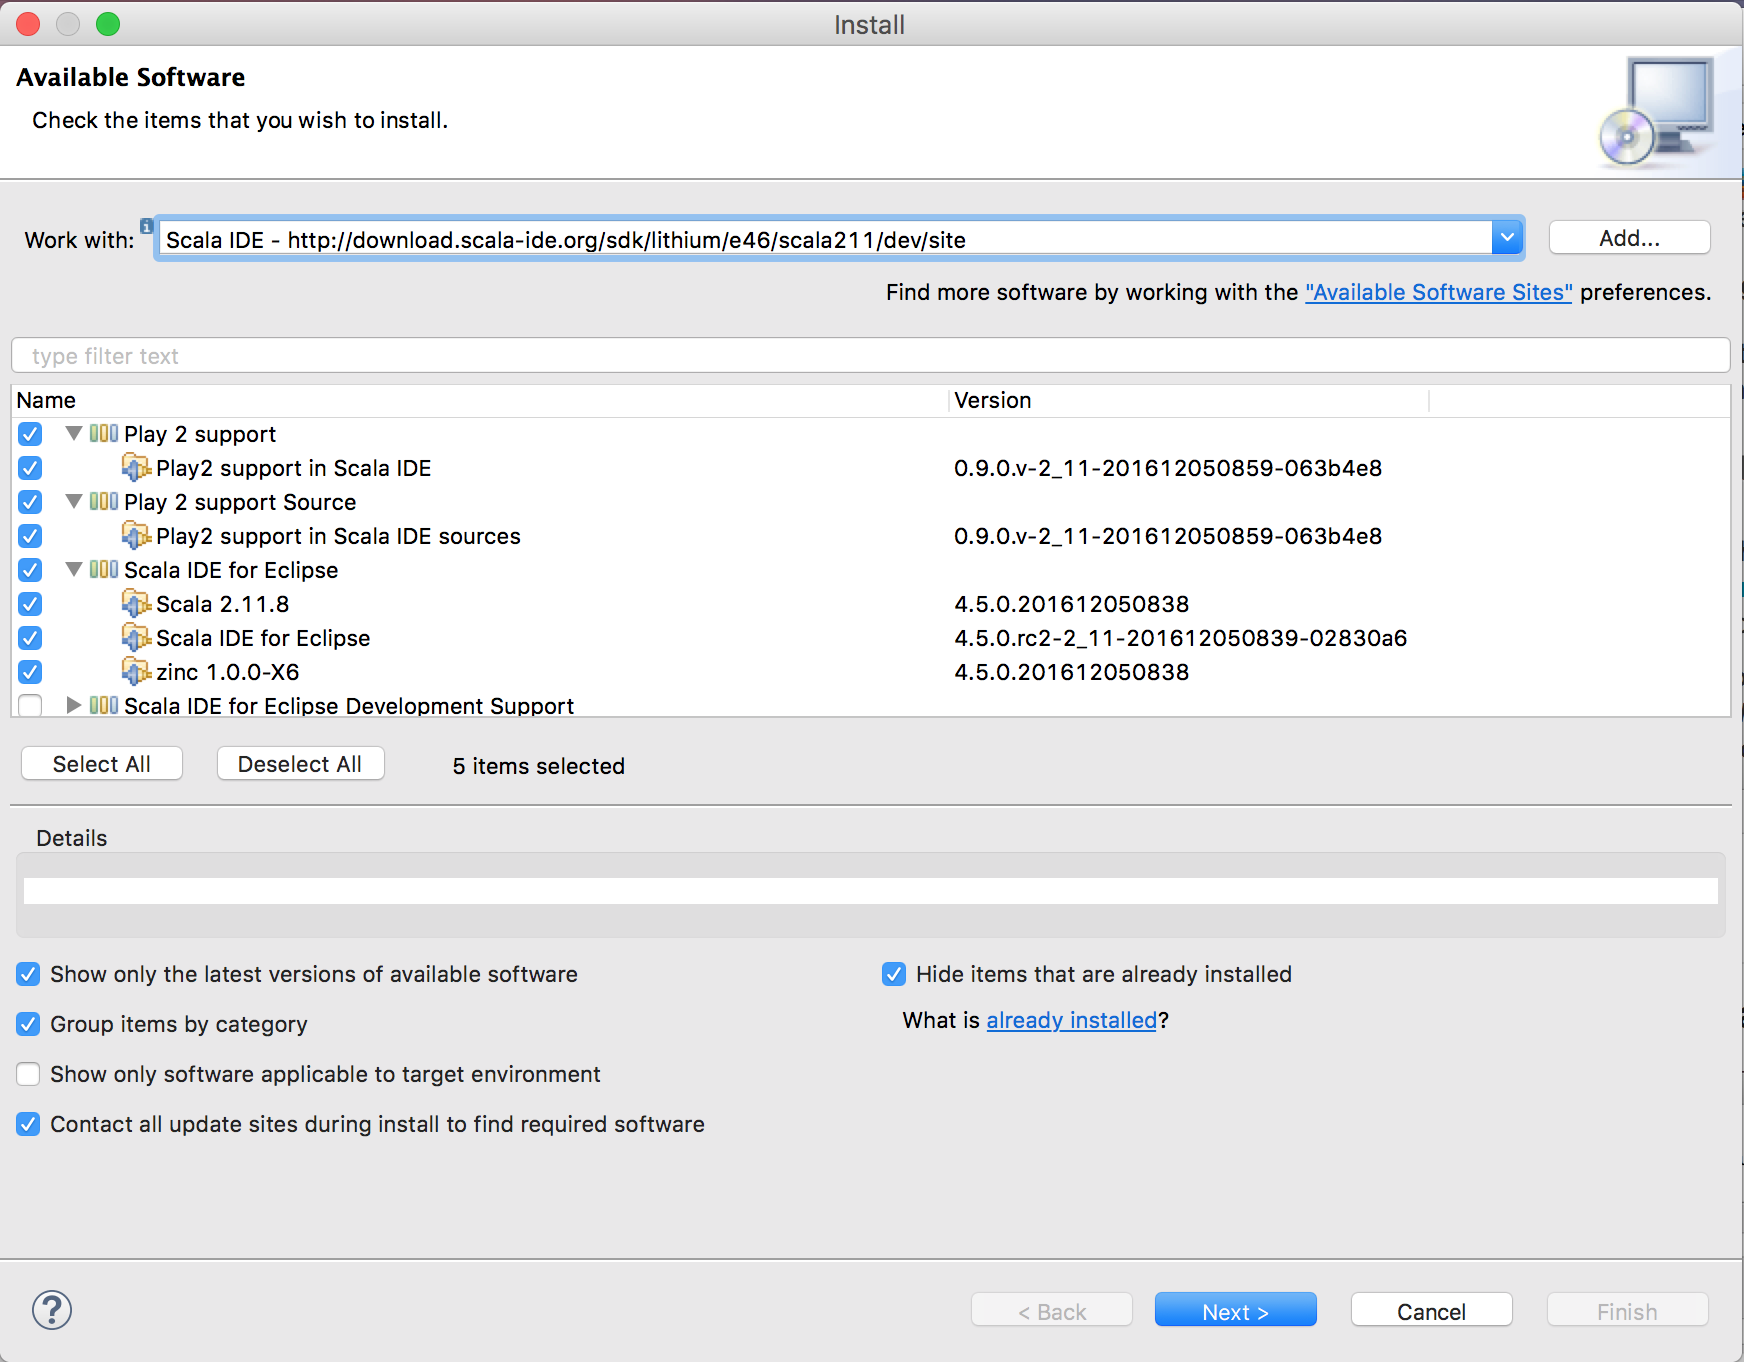 Install
Available Software
Check the items that you wish to install.
Work with: Scala IDE - http://download.scala-ide.org/sdk/lithium/e46/scala211/dev/site Add...
Find more software by working with the "Available Software Sites" preferences.
type filter text
Name Version
Play 2 support
Play2 support in Scala IDE 0.9.0.v-2_11-201612050859-063b4e8
Play 2 support Source
Play2 support in Scala IDE sources 0.9.0.v-2_11-201612050859-063b4e8
Scala IDE for Eclipse
Scala 2.11.8 4.5.0.201612050838
Scala IDE for Eclipse 4.5.0.rc2-2_11-201612050839-02830a6
zinc 1.0.0-X6 4.5.0.201612050838
Scala IDE for Eclipse Development Support
Select All Deselect All 5 items selected
Details
Show only the latest versions of available software Hide items that are already installed
Group items by category What is already installed?
Show only software applicable to target environment
Contact all update sites during install to find required software
? < Back Next > Cancel Finish